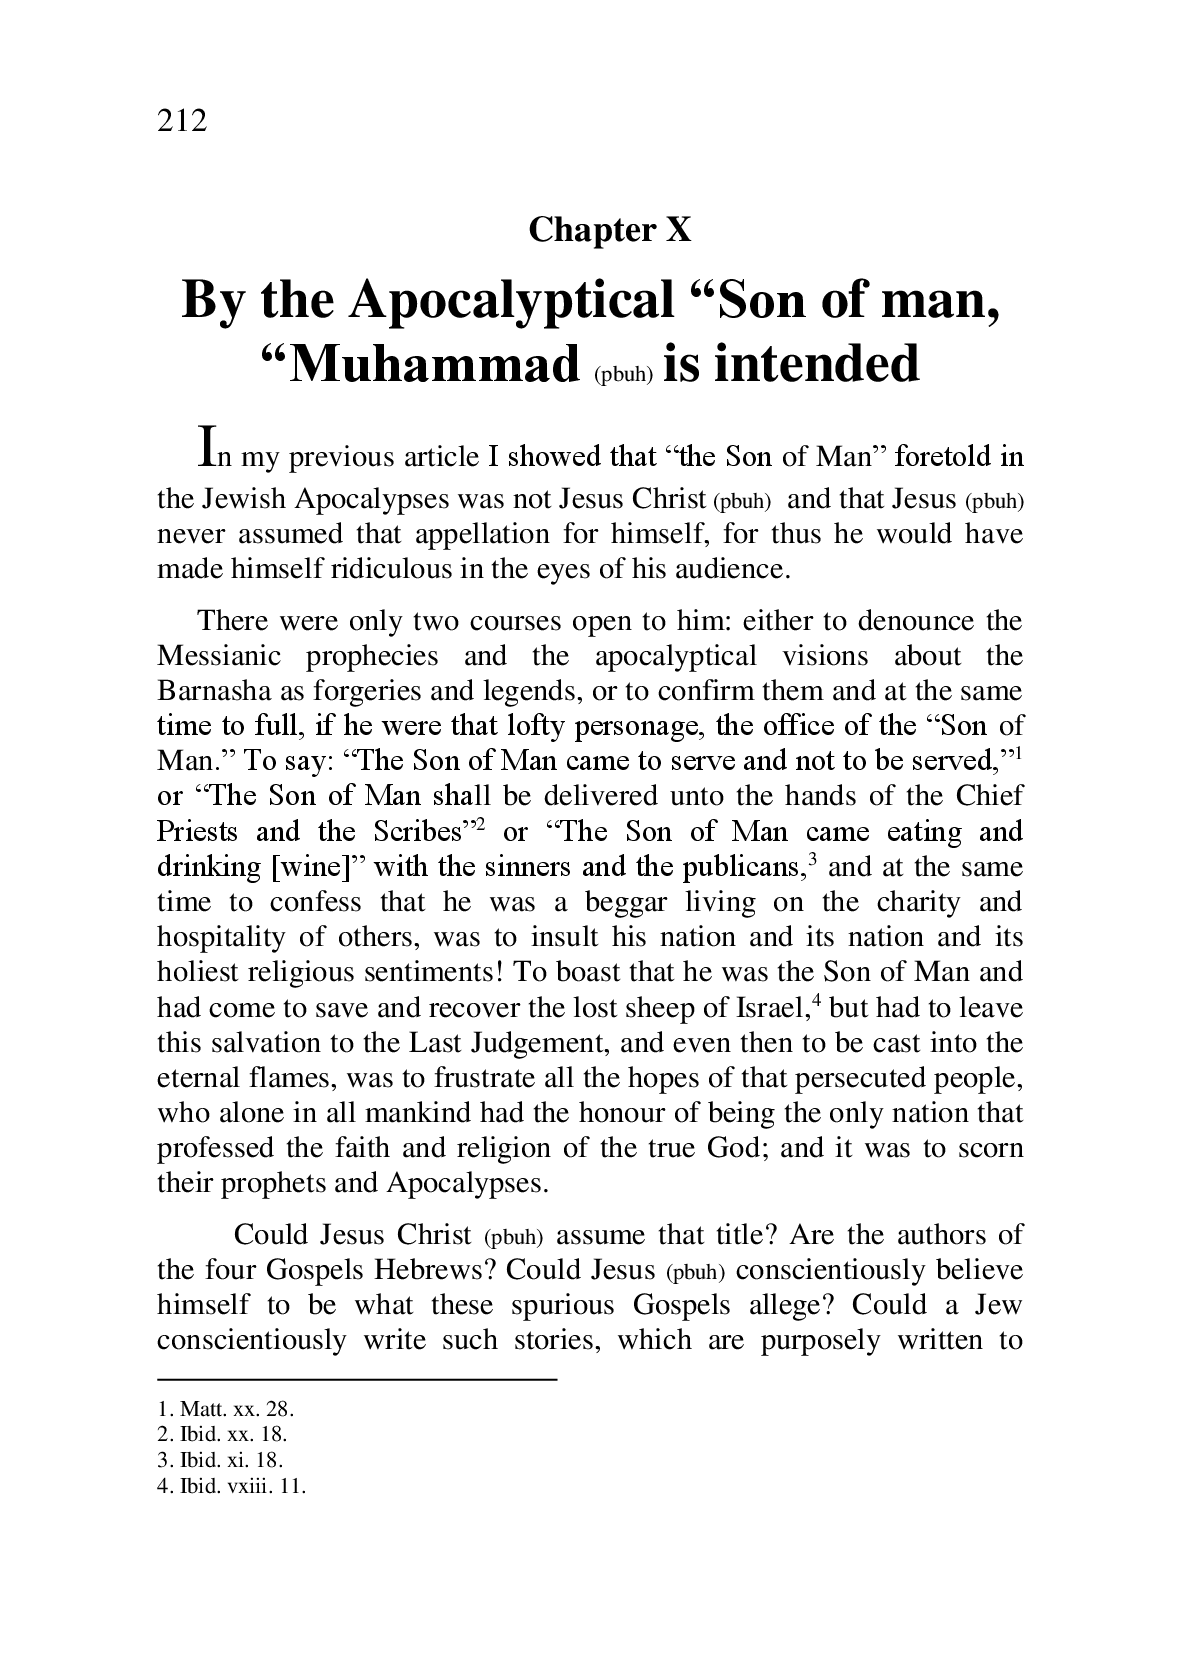 212
Chapter X
By the Apocalyptical “Son of man,
“Muhammad (pbuh) is intended
In my previous article I showed that “the Son of Man” foretold in
the Jewish Apocalypses was not Jesus Christ (pbuh) and that Jesus (pbuh)
never assumed that appellation for himself, for thus he would have
made himself ridiculous in the eyes of his audience.
There were only two courses open to him: either to denounce the
Messianic prophecies and the apocalyptical visions about the
Barnasha as forgeries and legends, or to confirm them and at the same
time to full, if he were that lofty personage, the office of the “Son of
Man.” To say: “The Son of Man came to serve and not to be served,”1
or “The Son of Man shall be delivered unto the hands of the Chief
Priests and the Scribes”2 or “The Son of Man came eating and
drinking [wine]” with the sinners and the publicans,3 and at the same
time to confess that he was a beggar living on the charity and
hospitality of others, was to insult his nation and its nation and its
holiest religious sentiments! To boast that he was the Son of Man and
had come to save and recover the lost sheep of Israel,4 but had to leave
this salvation to the Last Judgement, and even then to be cast into the
eternal flames, was to frustrate all the hopes of that persecuted people,
who alone in all mankind had the honour of being the only nation that
professed the faith and religion of the true God; and it was to scorn
their prophets and Apocalypses.
Could Jesus Christ (pbuh) assume that title? Are the authors of
the four Gospels Hebrews? Could Jesus (pbuh) conscientiously believe
himself to be what these spurious Gospels allege? Could a Jew
conscientiously write such stories, which are purposely written to
1. Matt. xx. 28.
2. Ibid. xx. 18.
3. Ibid. xi. 18.
4. Ibid. vxiii. 11.